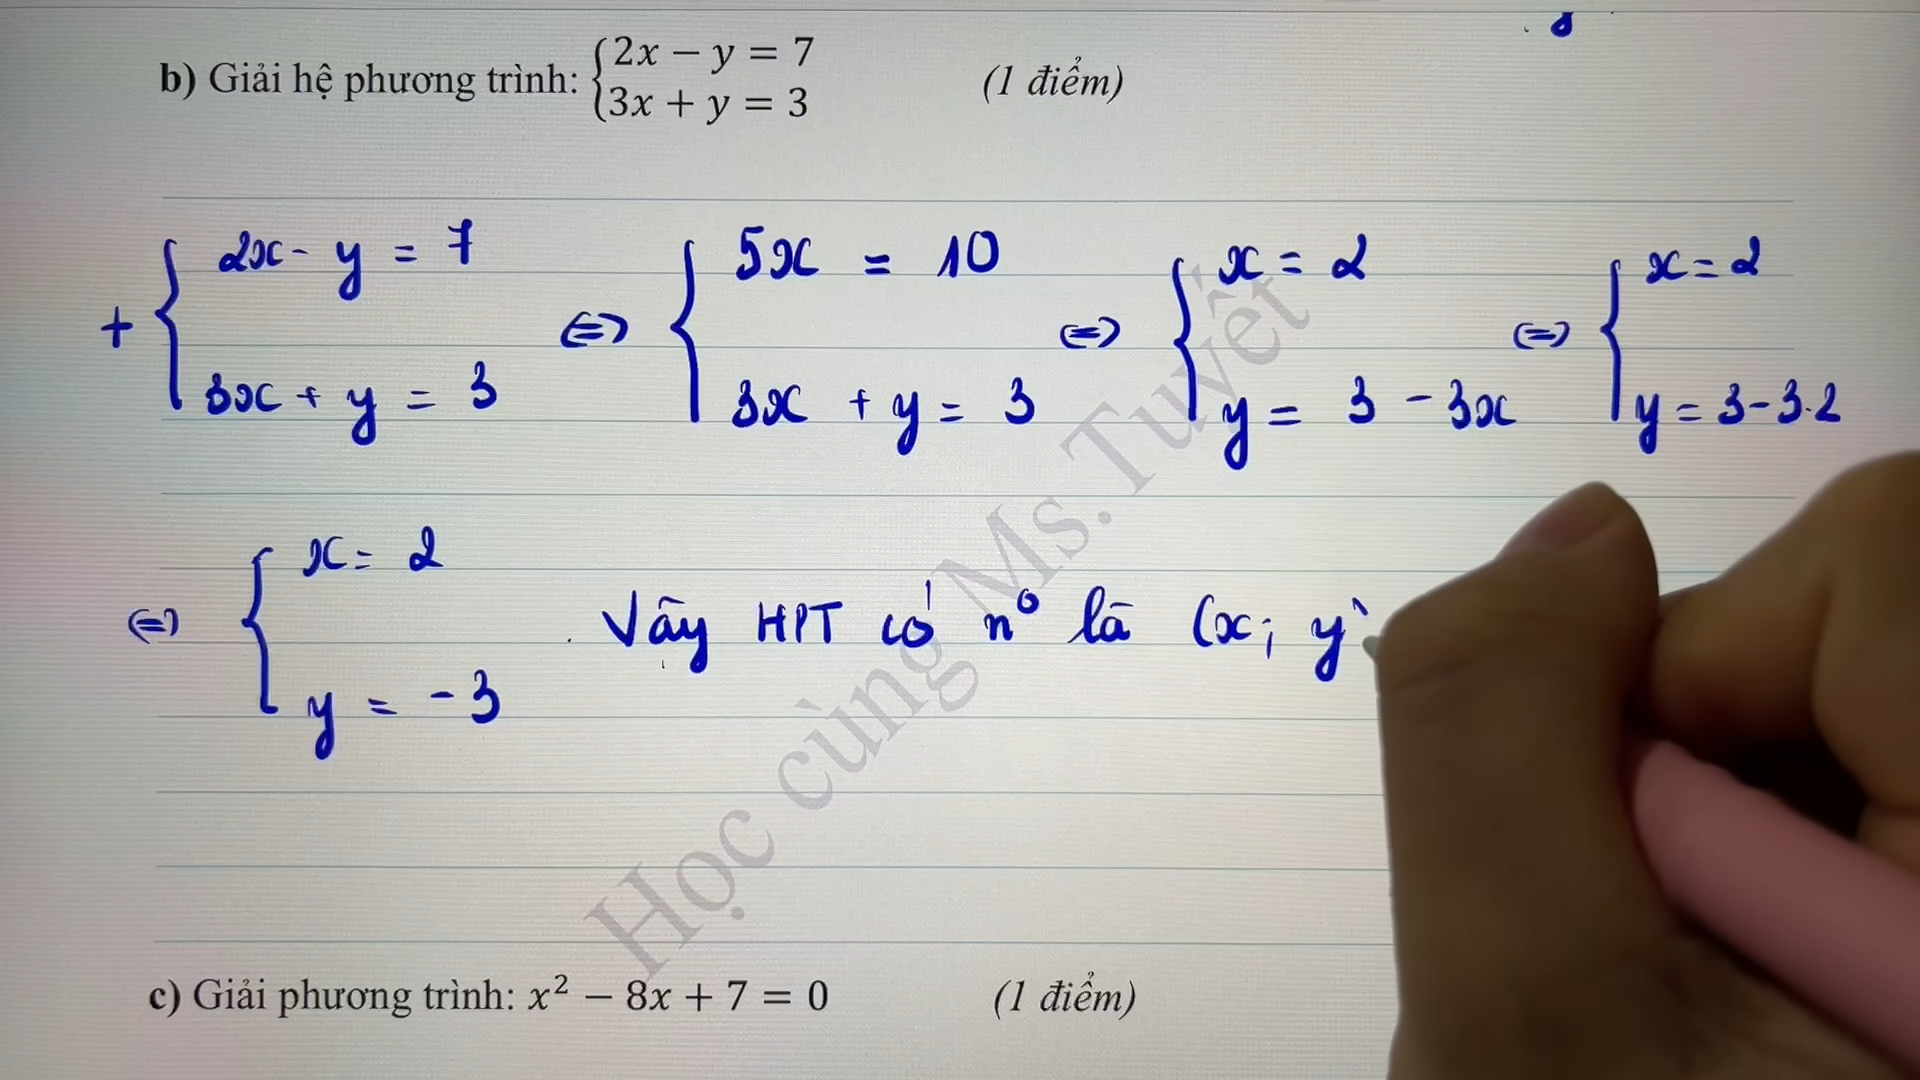 b) Giải hệ phương trình: {2x − y = 7
3x + y = 3 (1 điểm)
+ { 2x - y = 7
3x + y = 3
⇔ { 5x = 10
3x + y = 3
⇔ { x = 2
y = 3 - 3x
⇔ { x = 2
y = 3 - 3.2
⇔ { x = 2
y = -3
Vậy HPT có n⁰ là (x; y)
Học cùng Ms.Tuyết
c) Giải phương trình: x² − 8x + 7 = 0 (1 điểm)